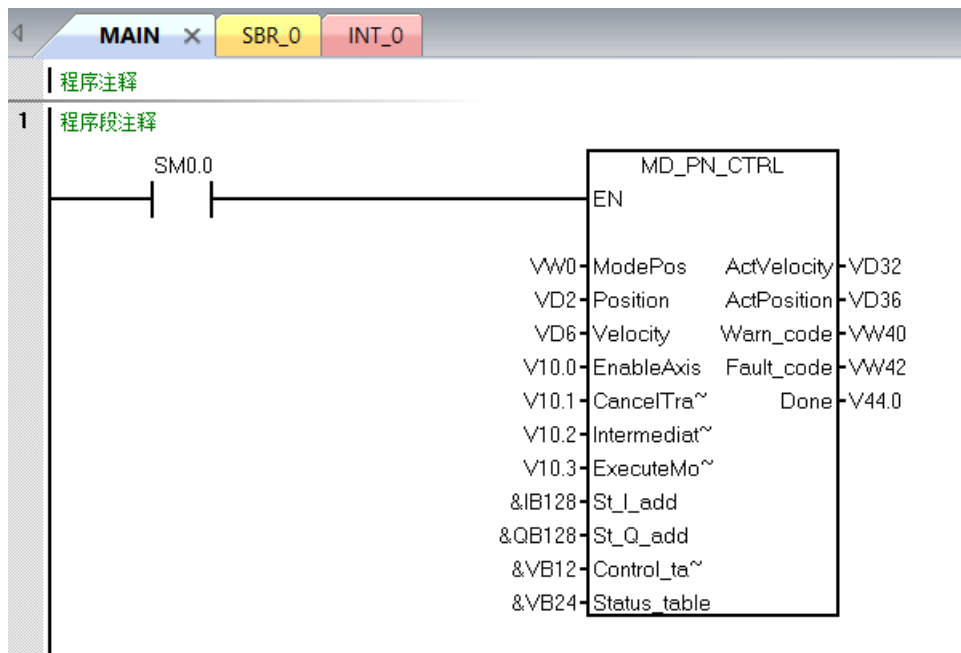 MAIN × SBR_0 INT_0
程序注释
1 程序段注释
SM0.0
MD_PN_CTRL
EN
VW0 ModePos ActVelocity VD32
VD2 Position ActPosition VD36
VD6 Velocity Warn_code VW40
V10.0 EnableAxis Fault_code VW42
V10.1 CancelTra~ Done V44.0
V10.2 Intermediat~
V10.3 ExecuteMo~
&IB128 St_I_add
&QB128 St_Q_add
&VB12 Control_ta~
&VB24 Status_table